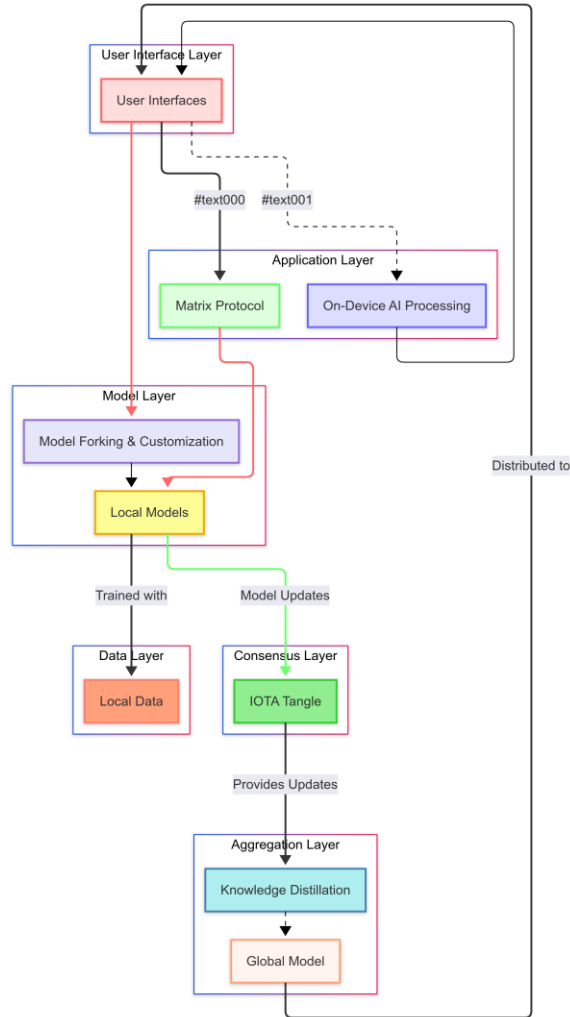 User Interface Layer
User Interfaces
#text000
#text001
Application Layer
Matrix Protocol
On-Device AI Processing
Model Layer
Model Forking & Customization
Distributed to
Local Models
Trained with
Model Updates
Data Layer
Consensus Layer
Local Data
IOTA Tangle
Provides Updates
Aggregation Layer
Knowledge Distillation
Global Model